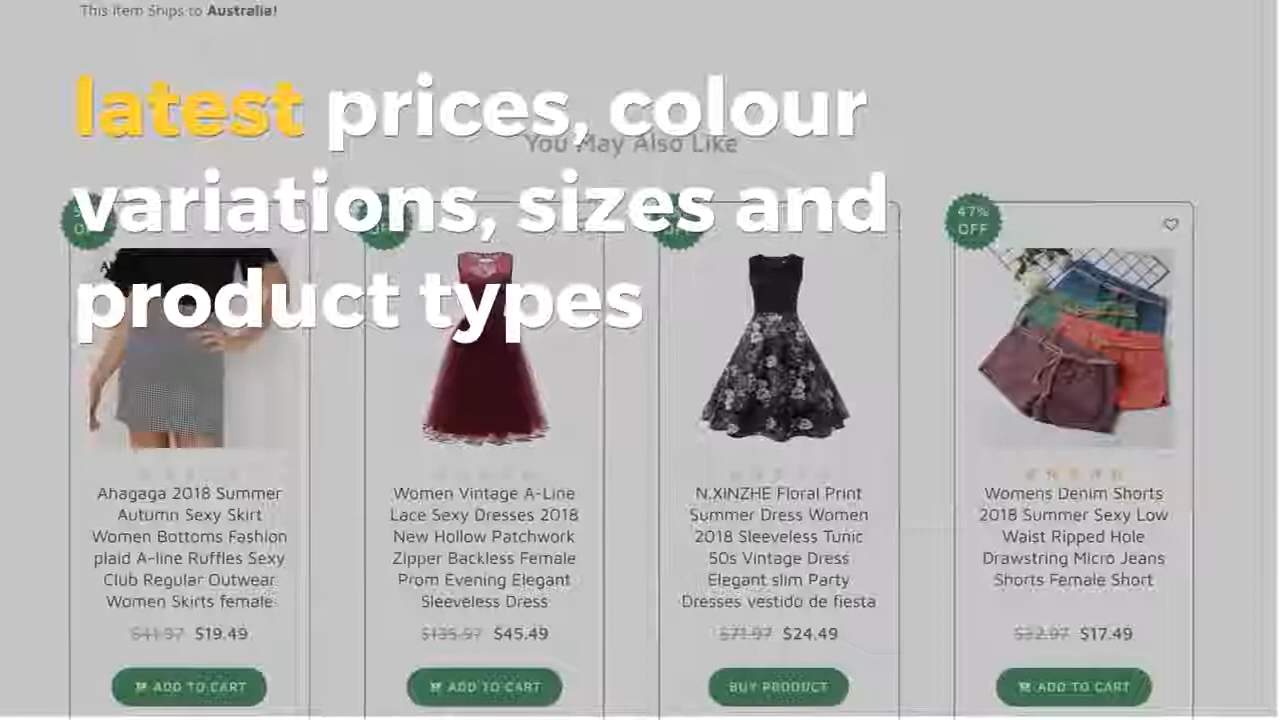 This Item Ships to Australia!
latest prices, colour
You May Also Like
variations, sizes and
OFF
OFF
47%
OFF
product types
Ahagaga 2018 Summer
Autumn Sexy Skirt
Women Bottoms Fashion
plaid A-line Ruffles Sexy
Club Regular Outwear
Women Skirts female
$41.97 $19.49
ADD TO CART
Women Vintage A-Line
Lace Sexy Dresses 2018
New Hollow Patchwork
Zipper Backless Female
Prom Evening Elegant
Sleeveless Dress
$135.97 $45.49
ADD TO CART
N.XINZHE Floral Print
Summer Dress Women
2018 Sleeveless Tunic
50s Vintage Dress
Elegant slim Party
Dresses vestido de fiesta
$71.97 $24.49
BUY PRODUCT
Womens Denim Shorts
2018 Summer Sexy Low
Waist Ripped Hole
Drawstring Micro Jeans
Shorts Female Short
$32.97 $17.49
ADD TO CART